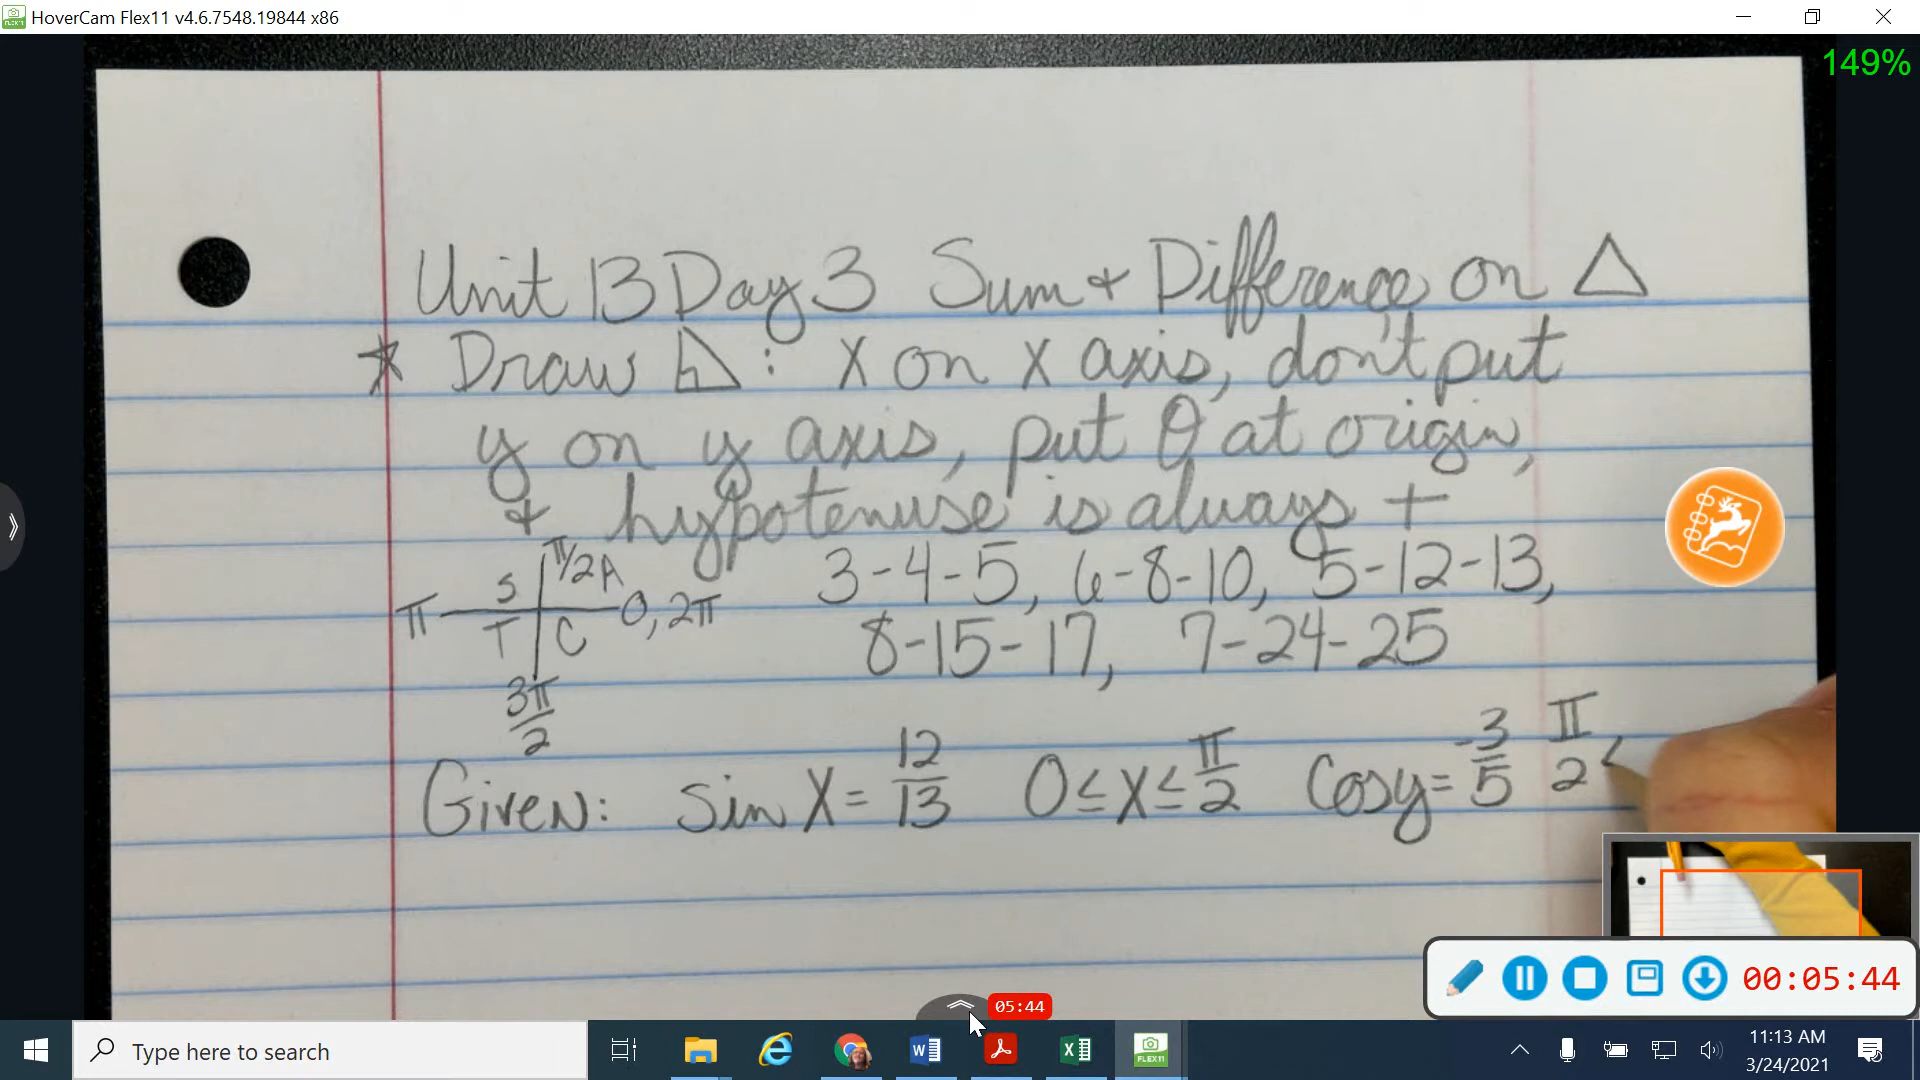 HoverCam Flex11 v4.6.7548.19844 x86
149%
Unit 13 Day 3 Sum + Difference on △
* Draw ◺: X on X axis, don't put
y on y axis, put θ at origin,
+ hypotenuse is always +
S π/2 A
π 0, 2π
T C
3π/2
3-4-5, 6-8-10, 5-12-13,
8-15-17, 7-24-25
Given: sin X = 12/13 0 ≤ X ≤ π/2 Cos y = -3/5 π/2 <
00:05:44
05:44
Type here to search
FLEX11
11:13 AM
3/24/2021